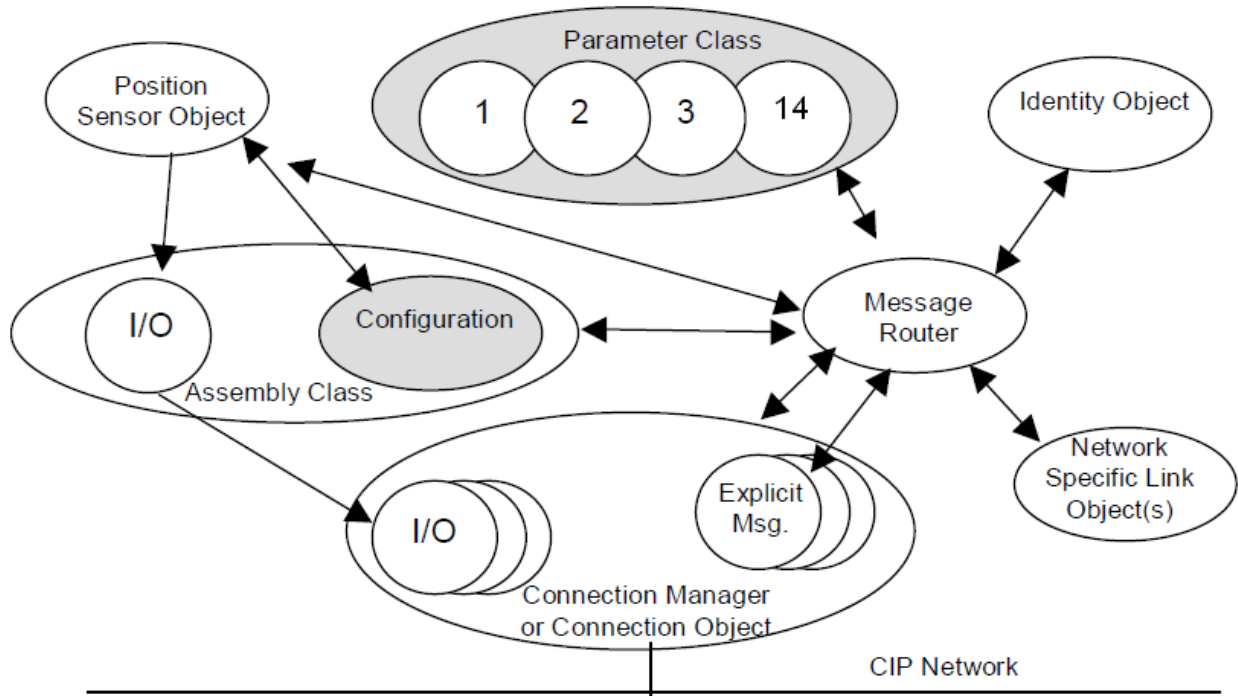 Parameter Class
1
2
3
14
Position
Sensor Object
Identity Object
I/O
Configuration
Assembly Class
Message
Router
I/O
Explicit
Msg.
Connection Manager
or Connection Object
Network
Specific Link
Object(s)
CIP Network